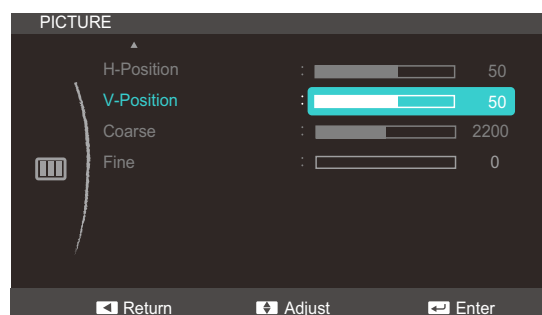 PICTURE
H-Position : 50
V-Position : 50
Coarse : 2200
Fine : 0
Return Adjust Enter